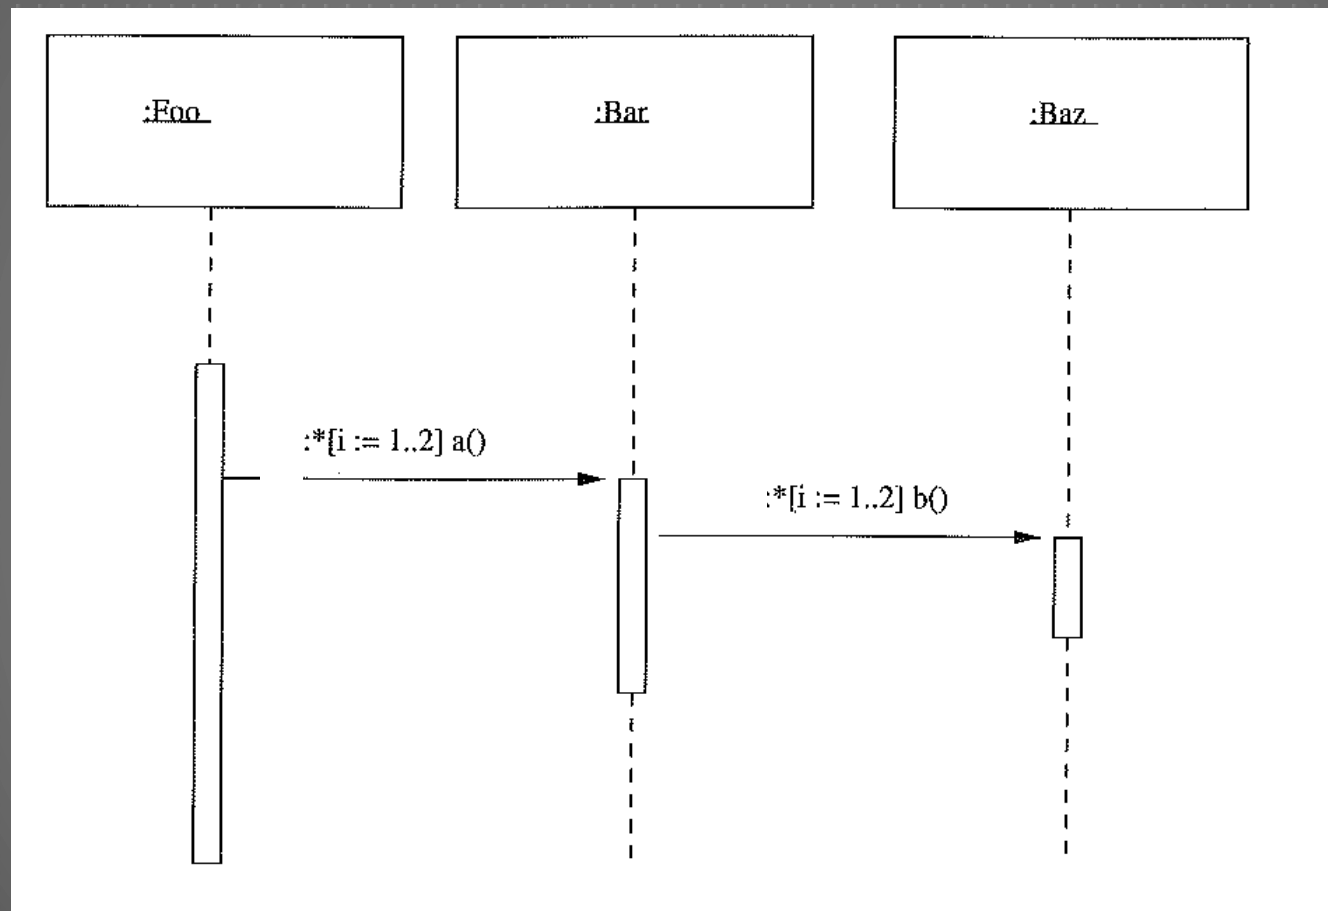 :Foo
:Bar
:Baz
:*[i := 1..2] a()
:*[i := 1..2] b()